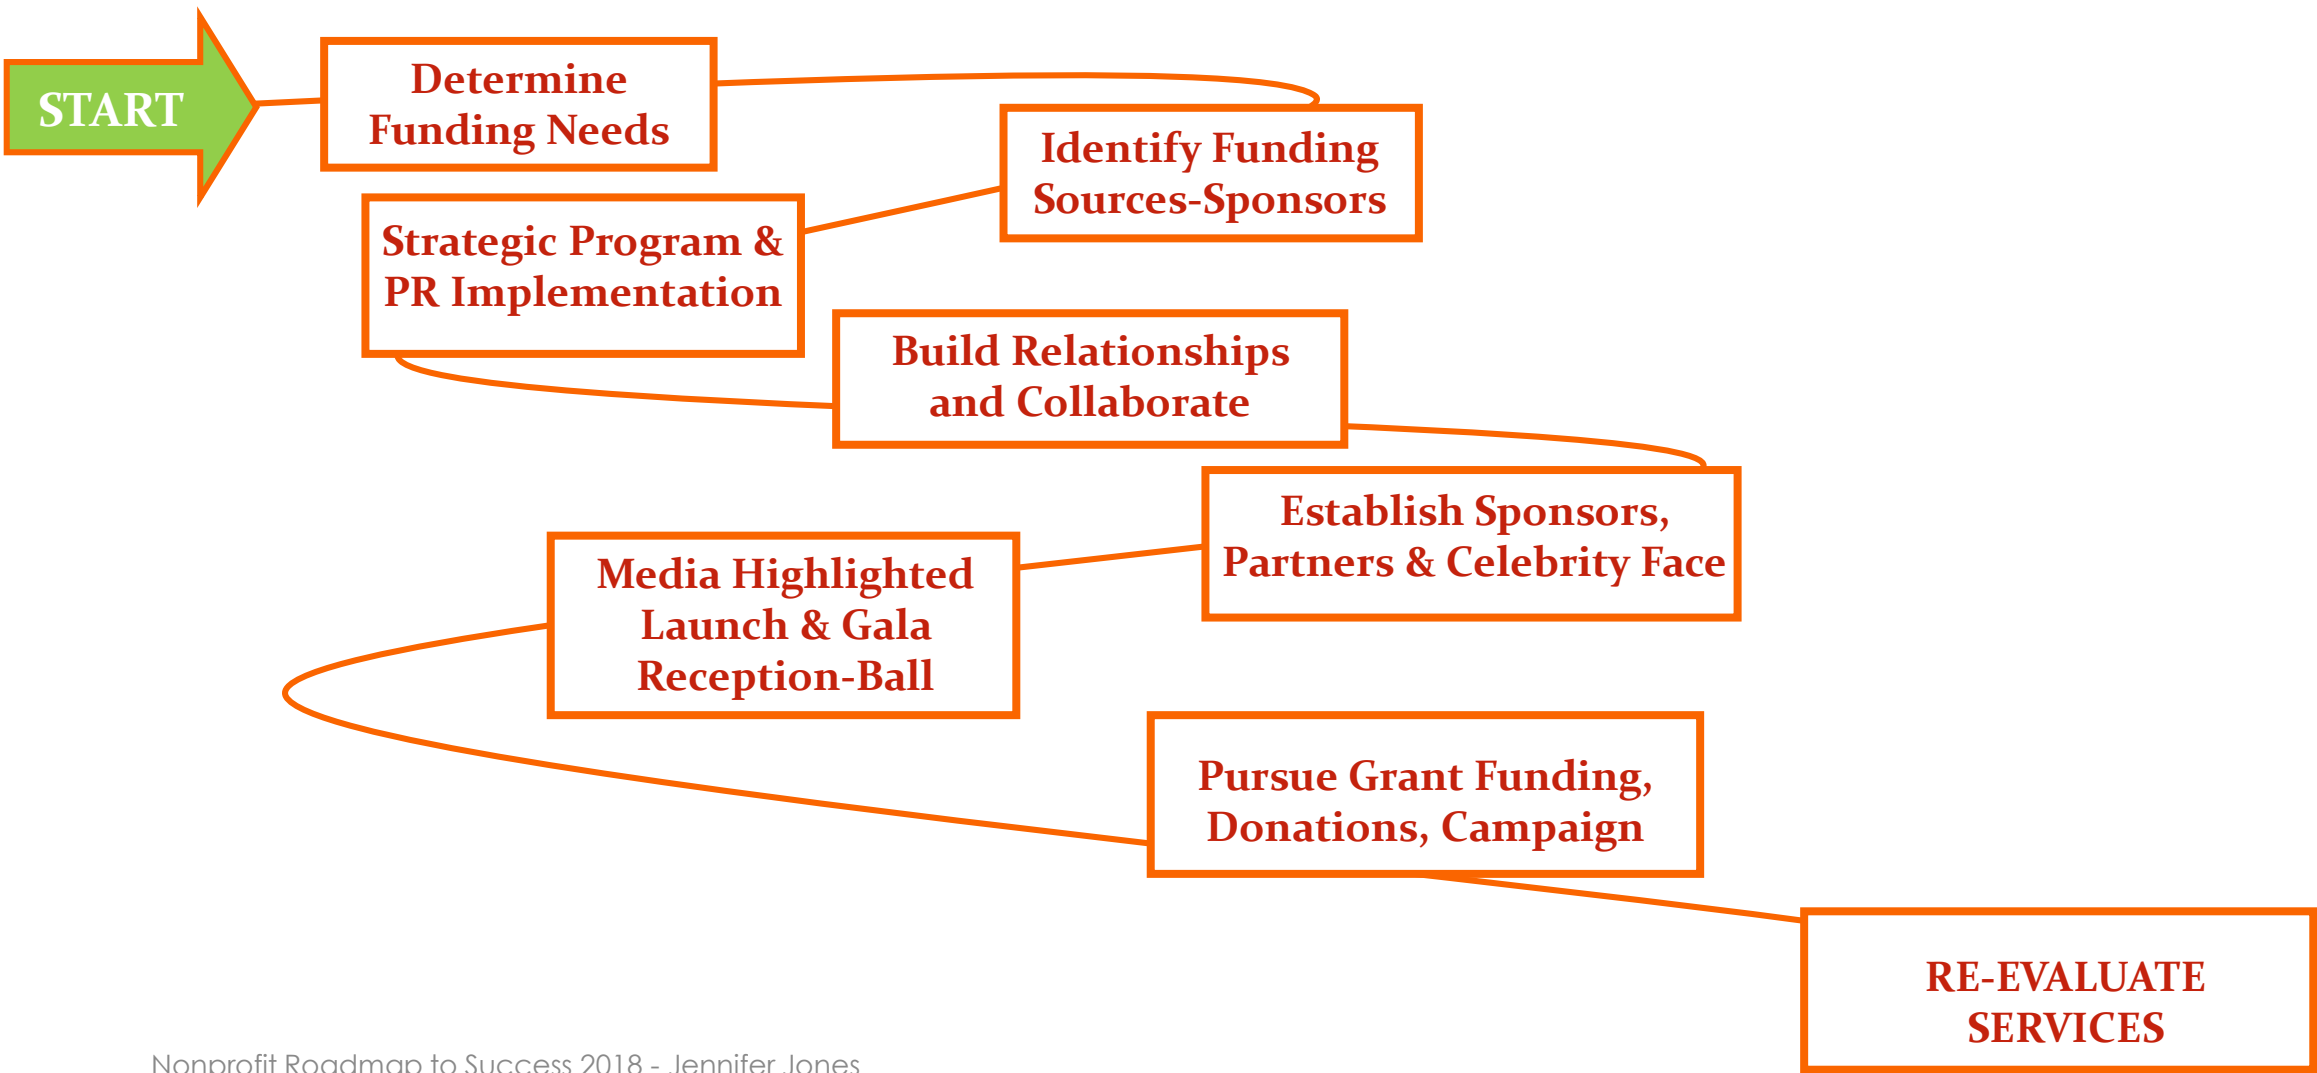 START
Determine
Funding Needs
Identify Funding
Sources-Sponsors
Strategic Program &
PR Implementation
Build Relationships
and Collaborate
Establish Sponsors,
Partners & Celebrity Face
Media Highlighted
Launch & Gala
Reception-Ball
Pursue Grant Funding,
Donations, Campaign
RE-EVALUATE
SERVICES
Nonprofit Roadmap to Success 2018 - Jennifer Jones